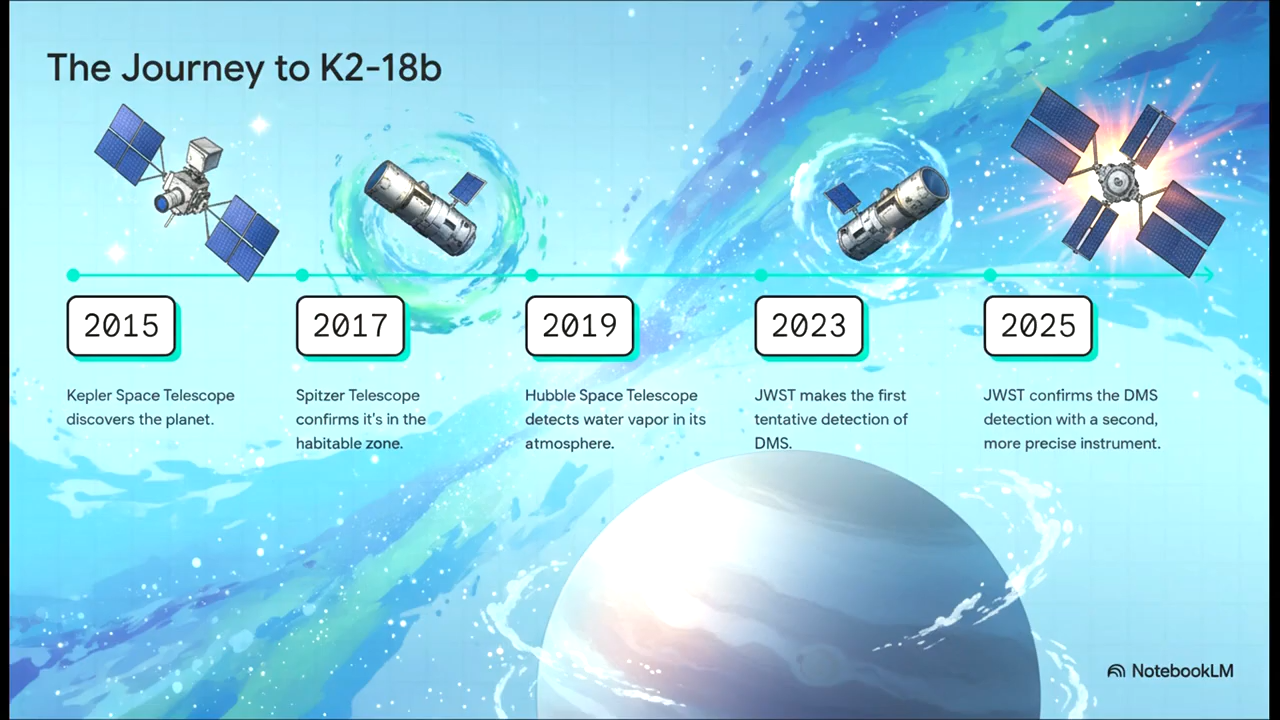 The Journey to K2-18b
2015
Kepler Space Telescope
discovers the planet.
2017
Spitzer Telescope
confirms it's in the
habitable zone.
2019
Hubble Space Telescope
detects water vapor in its
atmosphere.
2023
JWST makes the first
tentative detection of
DMS.
2025
JWST confirms the DMS
detection with a second,
more precise instrument.
NotebookLM